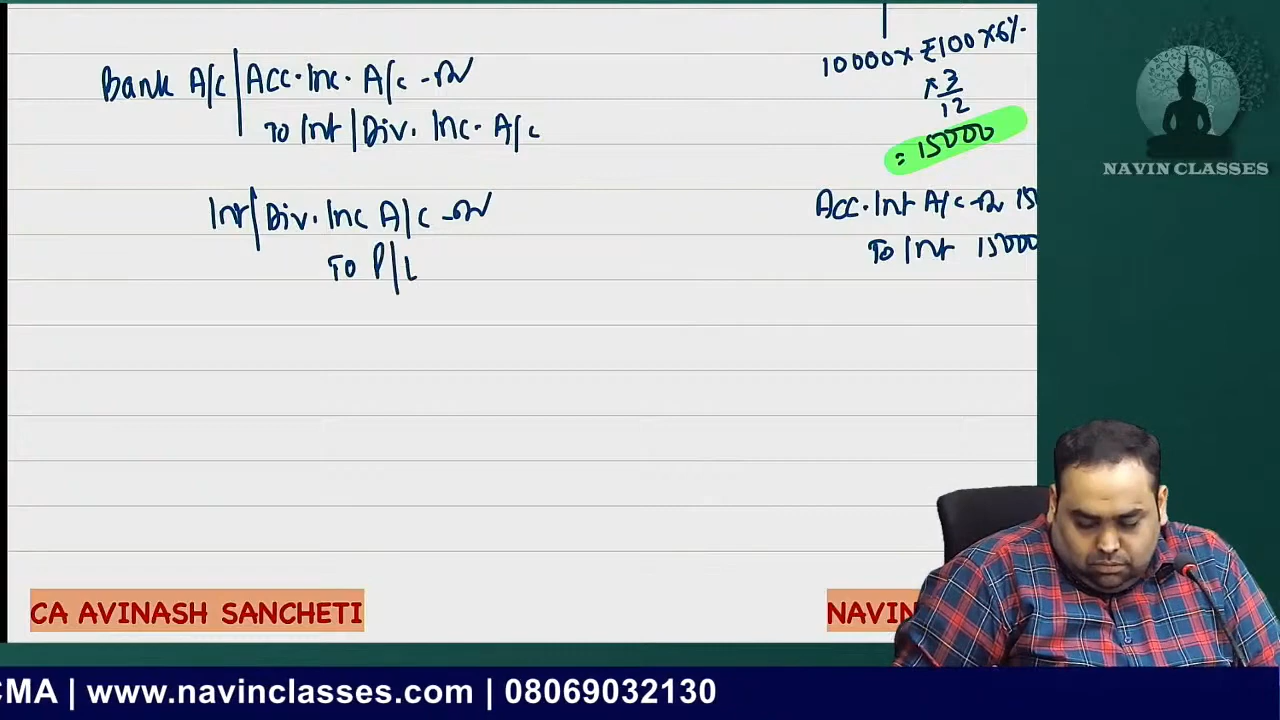 Bank A/c | Acc. Inc. A/c - Dr
To Int | Div. Inc. A/c
Int | Div. Inc A/c - Dr
To P/L
10000 x ₹100 x 6%
x 3
12
= 15000
Acc. Int A/c - Dr 150
To Int 15000
NAVIN CLASSES
CA AVINASH SANCHETI
NAVIN
CMA | www.navinclasses.com | 08069032130